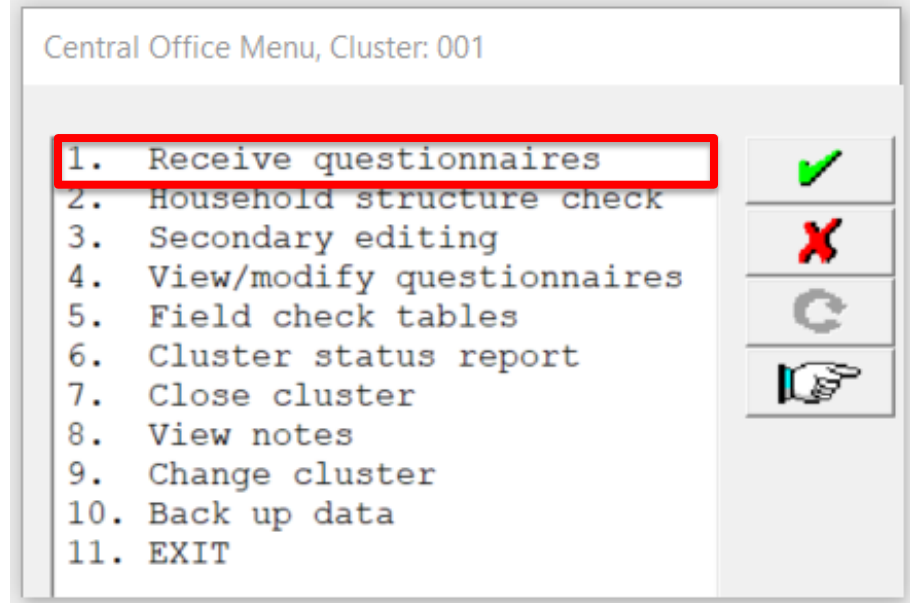 Central Office Menu, Cluster: 001
1. Receive questionnaires
2. Household structure check
3. Secondary editing
4. View/modify questionnaires
5. Field check tables
6. Cluster status report
7. Close cluster
8. View notes
9. Change cluster
10. Back up data
11. EXIT